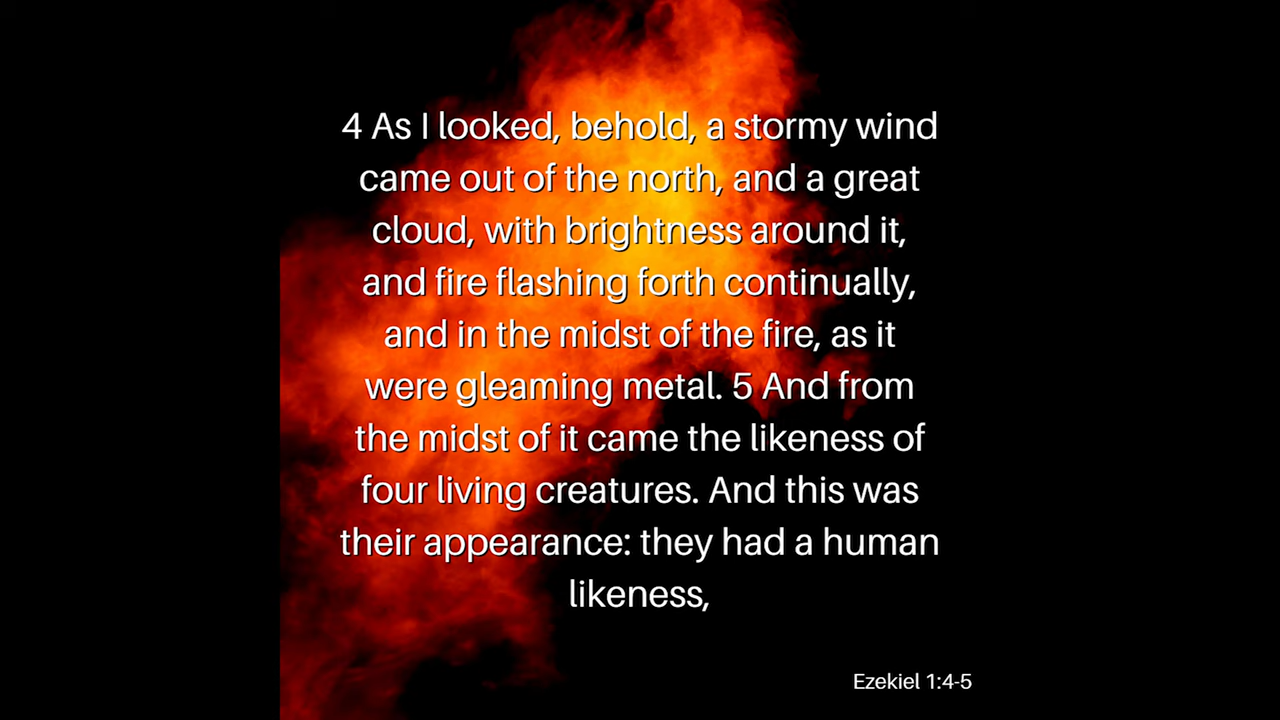 4 As I looked, behold, a stormy wind
came out of the north, and a great
cloud, with brightness around it,
and fire flashing forth continually,
and in the midst of the fire, as it
were gleaming metal. 5 And from
the midst of it came the likeness of
four living creatures. And this was
their appearance: they had a human
likeness,
Ezekiel 1:4-5